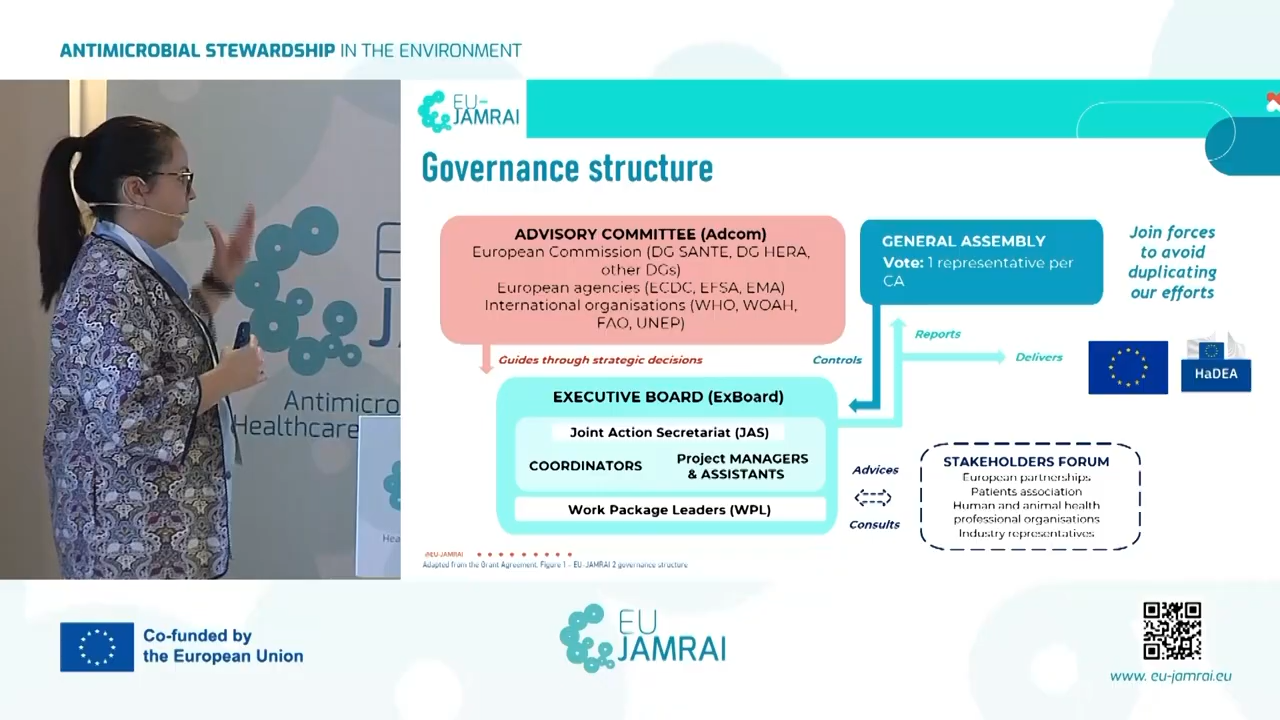 ANTIMICROBIAL STEWARDSHIP IN THE ENVIRONMENT
EU-
JAMRAI
Governance structure
ADVISORY COMMITTEE (Adcom)
European Commission (DG SANTE, DG HERA,
other DGs)
European agencies (ECDC, EFSA, EMA)
International organisations (WHO, WOAH,
FAO, UNEP)
GENERAL ASSEMBLY
Vote: 1 representative per
CA
Join forces
to avoid
duplicating
our efforts
Guides through strategic decisions
Controls
Reports
Delivers
HaDEA
EXECUTIVE BOARD (ExBoard)
Joint Action Secretariat (JAS)
COORDINATORS
Project MANAGERS
& ASSISTANTS
Work Package Leaders (WPL)
Advices
Consults
STAKEHOLDERS FORUM
European partnerships
Patients association
Human and animal health
professional organisations
Industry representatives
@EU-JAMRAI
Adapted from the Grant Agreement. Figure 1 - EU-JAMRAI 2 governance structure
Antimicro
Healthcare
Hea
Co-funded by
the European Union
EU
JAMRAI
www. eu-jamrai.eu